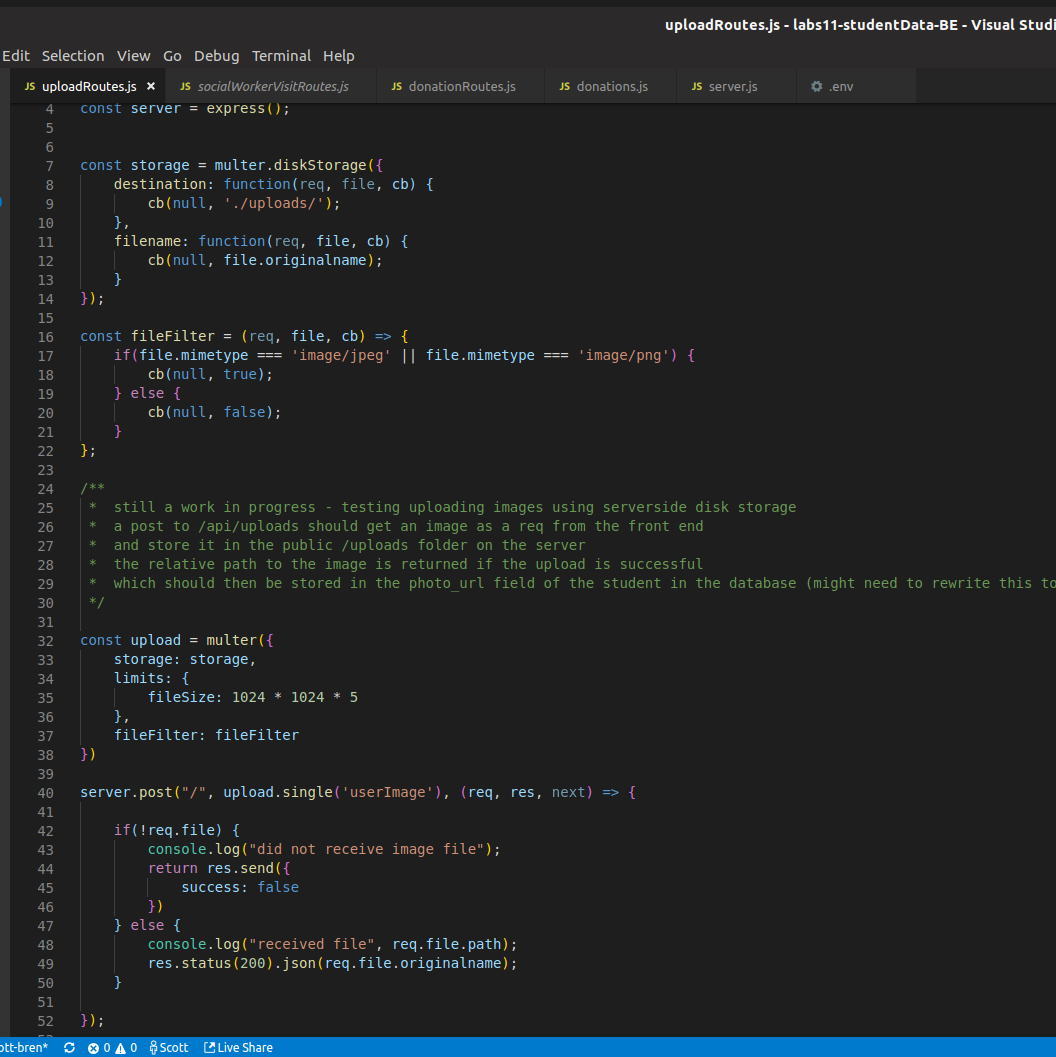 uploadRoutes.js - labs11-studentData-BE - Visual Studi
Edit Selection View Go Debug Terminal Help
JS uploadRoutes.js × JS socialWorkerVisitRoutes.js JS donationRoutes.js JS donations.js JS server.js .env
4 const server = express();
5
6
7 const storage = multer.diskStorage({
8     destination: function(req, file, cb) {
9         cb(null, './uploads/');
10     },
11     filename: function(req, file, cb) {
12         cb(null, file.originalname);
13     }
14 });
15
16 const fileFilter = (req, file, cb) => {
17     if(file.mimetype === 'image/jpeg' || file.mimetype === 'image/png') {
18         cb(null, true);
19     } else {
20         cb(null, false);
21     }
22 };
23
24 /**
25  *  still a work in progress - testing uploading images using serverside disk storage
26  *  a post to /api/uploads should get an image as a req from the front end
27  *  and store it in the public /uploads folder on the server
28  *  the relative path to the image is returned if the upload is successful
29  *  which should then be stored in the photo_url field of the student in the database (might need to rewrite this to
30  */
31
32 const upload = multer({
33     storage: storage,
34     limits: {
35         fileSize: 1024 * 1024 * 5
36     },
37     fileFilter: fileFilter
38 })
39
40 server.post("/", upload.single('userImage'), (req, res, next) => {
41
42     if(!req.file) {
43         console.log("did not receive image file");
44         return res.send({
45             success: false
46         })
47     } else {
48         console.log("received file", req.file.path);
49         res.status(200).json(req.file.originalname);
50     }
51
52 });
ott-bren* 0 0 Scott Live Share